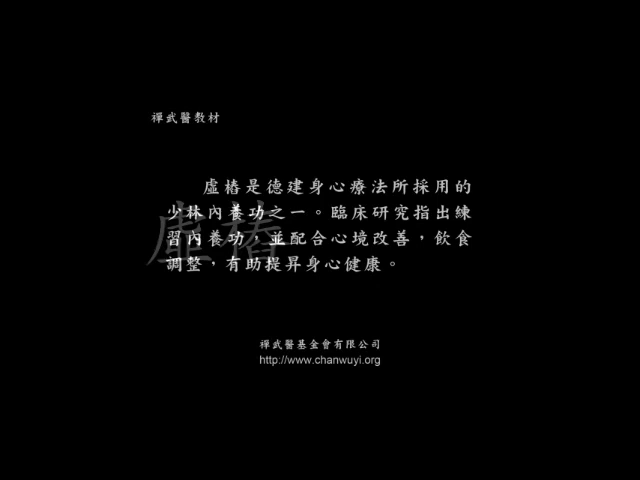 禪武醫教材
虛樁是德建身心療法所採用的
少林內養功之一。臨床研究指出練
習內養功，並配合心境改善，飲食
調整，有助提昇身心健康。
虛樁
禪武醫基金會有限公司
http://www.chanwuyi.org